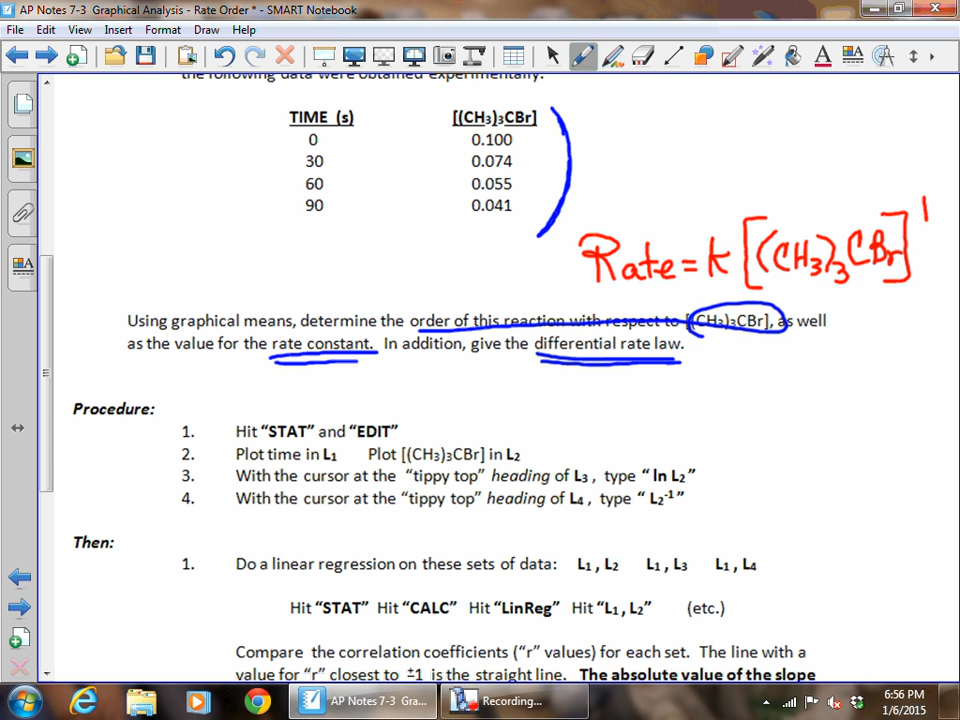 AP Notes 7-3 Graphical Analysis - Rate Order * - SMART Notebook
File Edit View Insert Format Draw Help
the following data were obtained experimentally:
TIME (s) [(CH₃)₃CBr]
0 0.100
30 0.074
60 0.055
90 0.041
Rate = k [(CH₃)₃CBr]¹
Using graphical means, determine the order of this reaction with respect to [(CH₃)₃CBr], as well
as the value for the rate constant. In addition, give the differential rate law.
Procedure:
1. Hit “STAT” and “EDIT”
2. Plot time in L₁ Plot [(CH₃)₃CBr] in L₂
3. With the cursor at the “tippy top” heading of L₃ , type “ ln L₂ ”
4. With the cursor at the “tippy top” heading of L₄ , type “ L₂⁻¹ ”
Then:
1. Do a linear regression on these sets of data: L₁ , L₂ L₁ , L₃ L₁ , L₄
Hit “STAT” Hit “CALC” Hit “LinReg” Hit “L₁ , L₂” (etc.)
Compare the correlation coefficients (“r” values) for each set. The line with a
value for “r” closest to ±1 is the straight line. The absolute value of the slope
AP Notes 7-3 Gra... Recording... 6:56 PM
1/6/2015